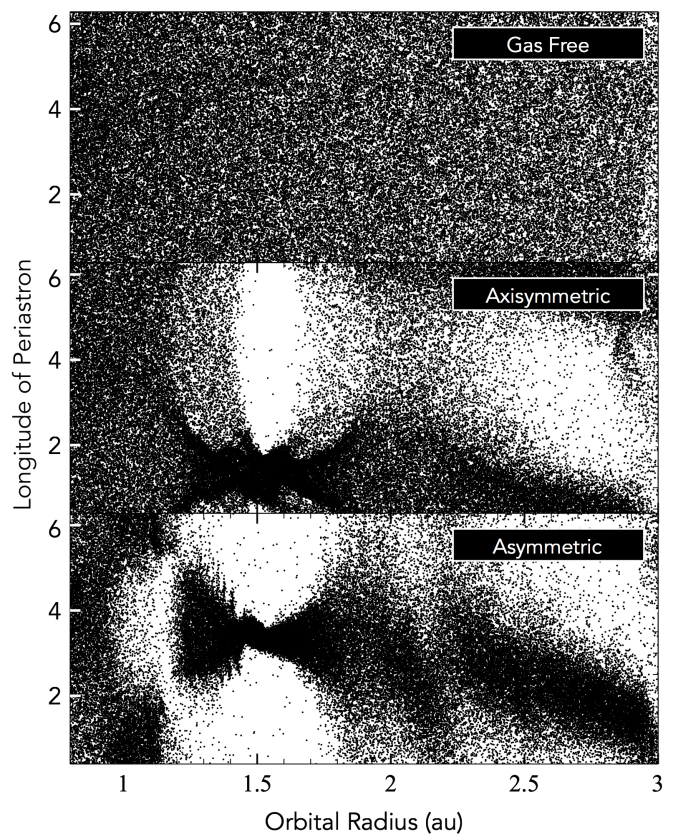 6
Gas Free
4
2
6
Axisymmetric
4
2
6
Asymmetric
4
2
Longitude of Periastron
1
1.5
2
2.5
3
Orbital Radius (au)